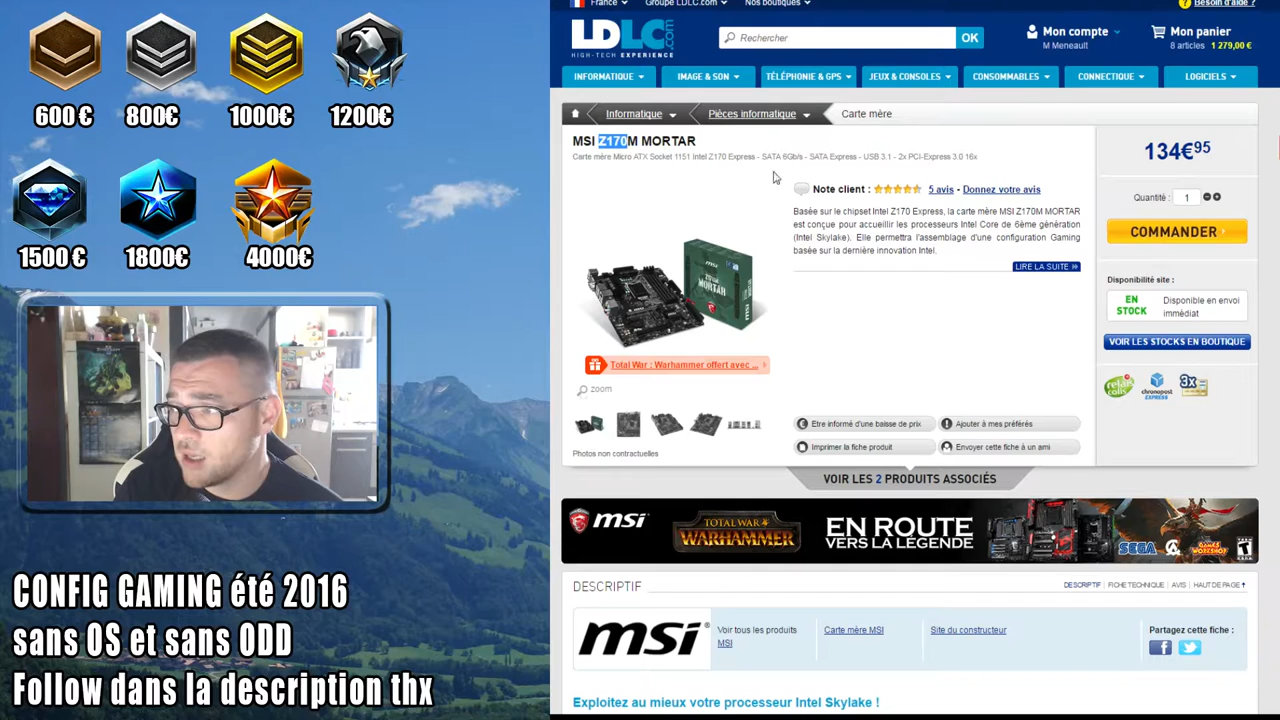 600€
800€
1000€
1200€
1500€
1800€
4000€
CONFIG GAMING été 2016
sans OS et sans ODD
Follow dans la description thx
France
Groupe LDLC.com
Nos boutiques
Besoin d'aide ?
LDLC.com
HIGH-TECH EXPERIENCE
Rechercher
OK
Mon compte
M Meneault
Mon panier
8 articles 1 279,00 €
INFORMATIQUE
IMAGE & SON
TÉLÉPHONIE & GPS
JEUX & CONSOLES
CONSOMMABLES
CONNECTIQUE
LOGICIELS
Informatique
Pièces informatique
Carte mère
MSI Z170M MORTAR
Carte mère Micro ATX Socket 1151 Intel Z170 Express - SATA 6Gb/s - SATA Express - USB 3.1 - 2x PCI-Express 3.0 16x
Note client :
5 avis - Donnez votre avis
Basée sur le chipset Intel Z170 Express, la carte mère MSI Z170M MORTAR
est conçue pour accueillir les processeurs Intel Core de 6ème génération
(Intel Skylake). Elle permettra l'assemblage d'une configuration Gaming
basée sur la dernière innovation Intel.
LIRE LA SUITE »
msi
MORTAR
Total War : Warhammer offert avec ...
zoom
Photos non contractuelles
Etre informé d'une baisse de prix
Ajouter à mes préférés
Imprimer la fiche produit
Envoyer cette fiche à un ami
134€95
Quantité : 1
COMMANDER
Disponibilité site :
EN STOCK
Disponible en envoi
immédiat
VOIR LES STOCKS EN BOUTIQUE
relais colis
chronopost
EXPRESS
3x
VOIR LES 2 PRODUITS ASSOCIÉS
msi
TOTAL WAR
WARHAMMER
EN ROUTE
VERS LA LÉGENDE
SEGA
GAMES WORKSHOP
DESCRIPTIF
DESCRIPTIF | FICHE TECHNIQUE | AVIS | HAUT DE PAGE
msi
Voir tous les produits
MSI
Carte mère MSI
Site du constructeur
Partagez cette fiche :
Exploitez au mieux votre processeur Intel Skylake !